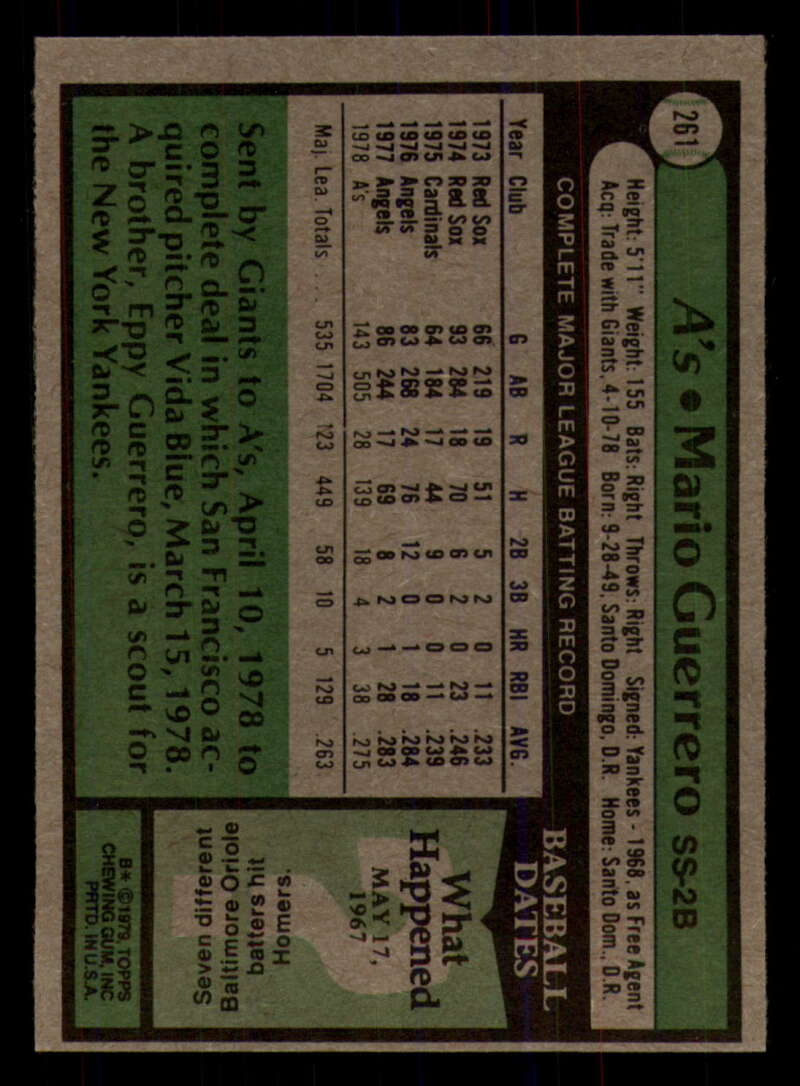 261
A's • Mario Guerrero SS-2B
Height: 5'11" Weight: 155 Bats: Right Throws: Right Signed: Yankees - 1968, as Free Agent
Acq: Trade with Giants, 4-10-78 Born: 9-28-49, Santo Domingo, D.R. Home: Santo Dom., D.R.
COMPLETE MAJOR LEAGUE BATTING RECORD
Year Club G AB R H 2B 3B HR RBI AVG.
1973 Red Sox 66 219 19 51 5 2 0 11 .233
1974 Red Sox 93 284 18 70 6 2 0 23 .246
1975 Cardinals 64 184 17 44 9 0 0 11 .239
1976 Angels 83 268 24 76 12 0 1 18 .284
1977 Angels 86 244 17 69 8 2 1 28 .283
1978 A's 143 505 28 139 18 4 3 38 .275
Maj. Lea. Totals . . . 535 1704 123 449 58 10 5 129 .263
Sent by Giants to A's, April 10, 1978 to
complete deal in which San Francisco ac-
quired pitcher Vida Blue, March 15, 1978.
A brother, Eppy Guerrero, is a scout for
the New York Yankees.
BASEBALL
DATES
What
Happened
MAY 17,
1967
?
Seven different
Baltimore Oriole
batters hit
Homers.
B* ©1979, TOPPS
CHEWING GUM, INC
PRTD. IN U.S.A.